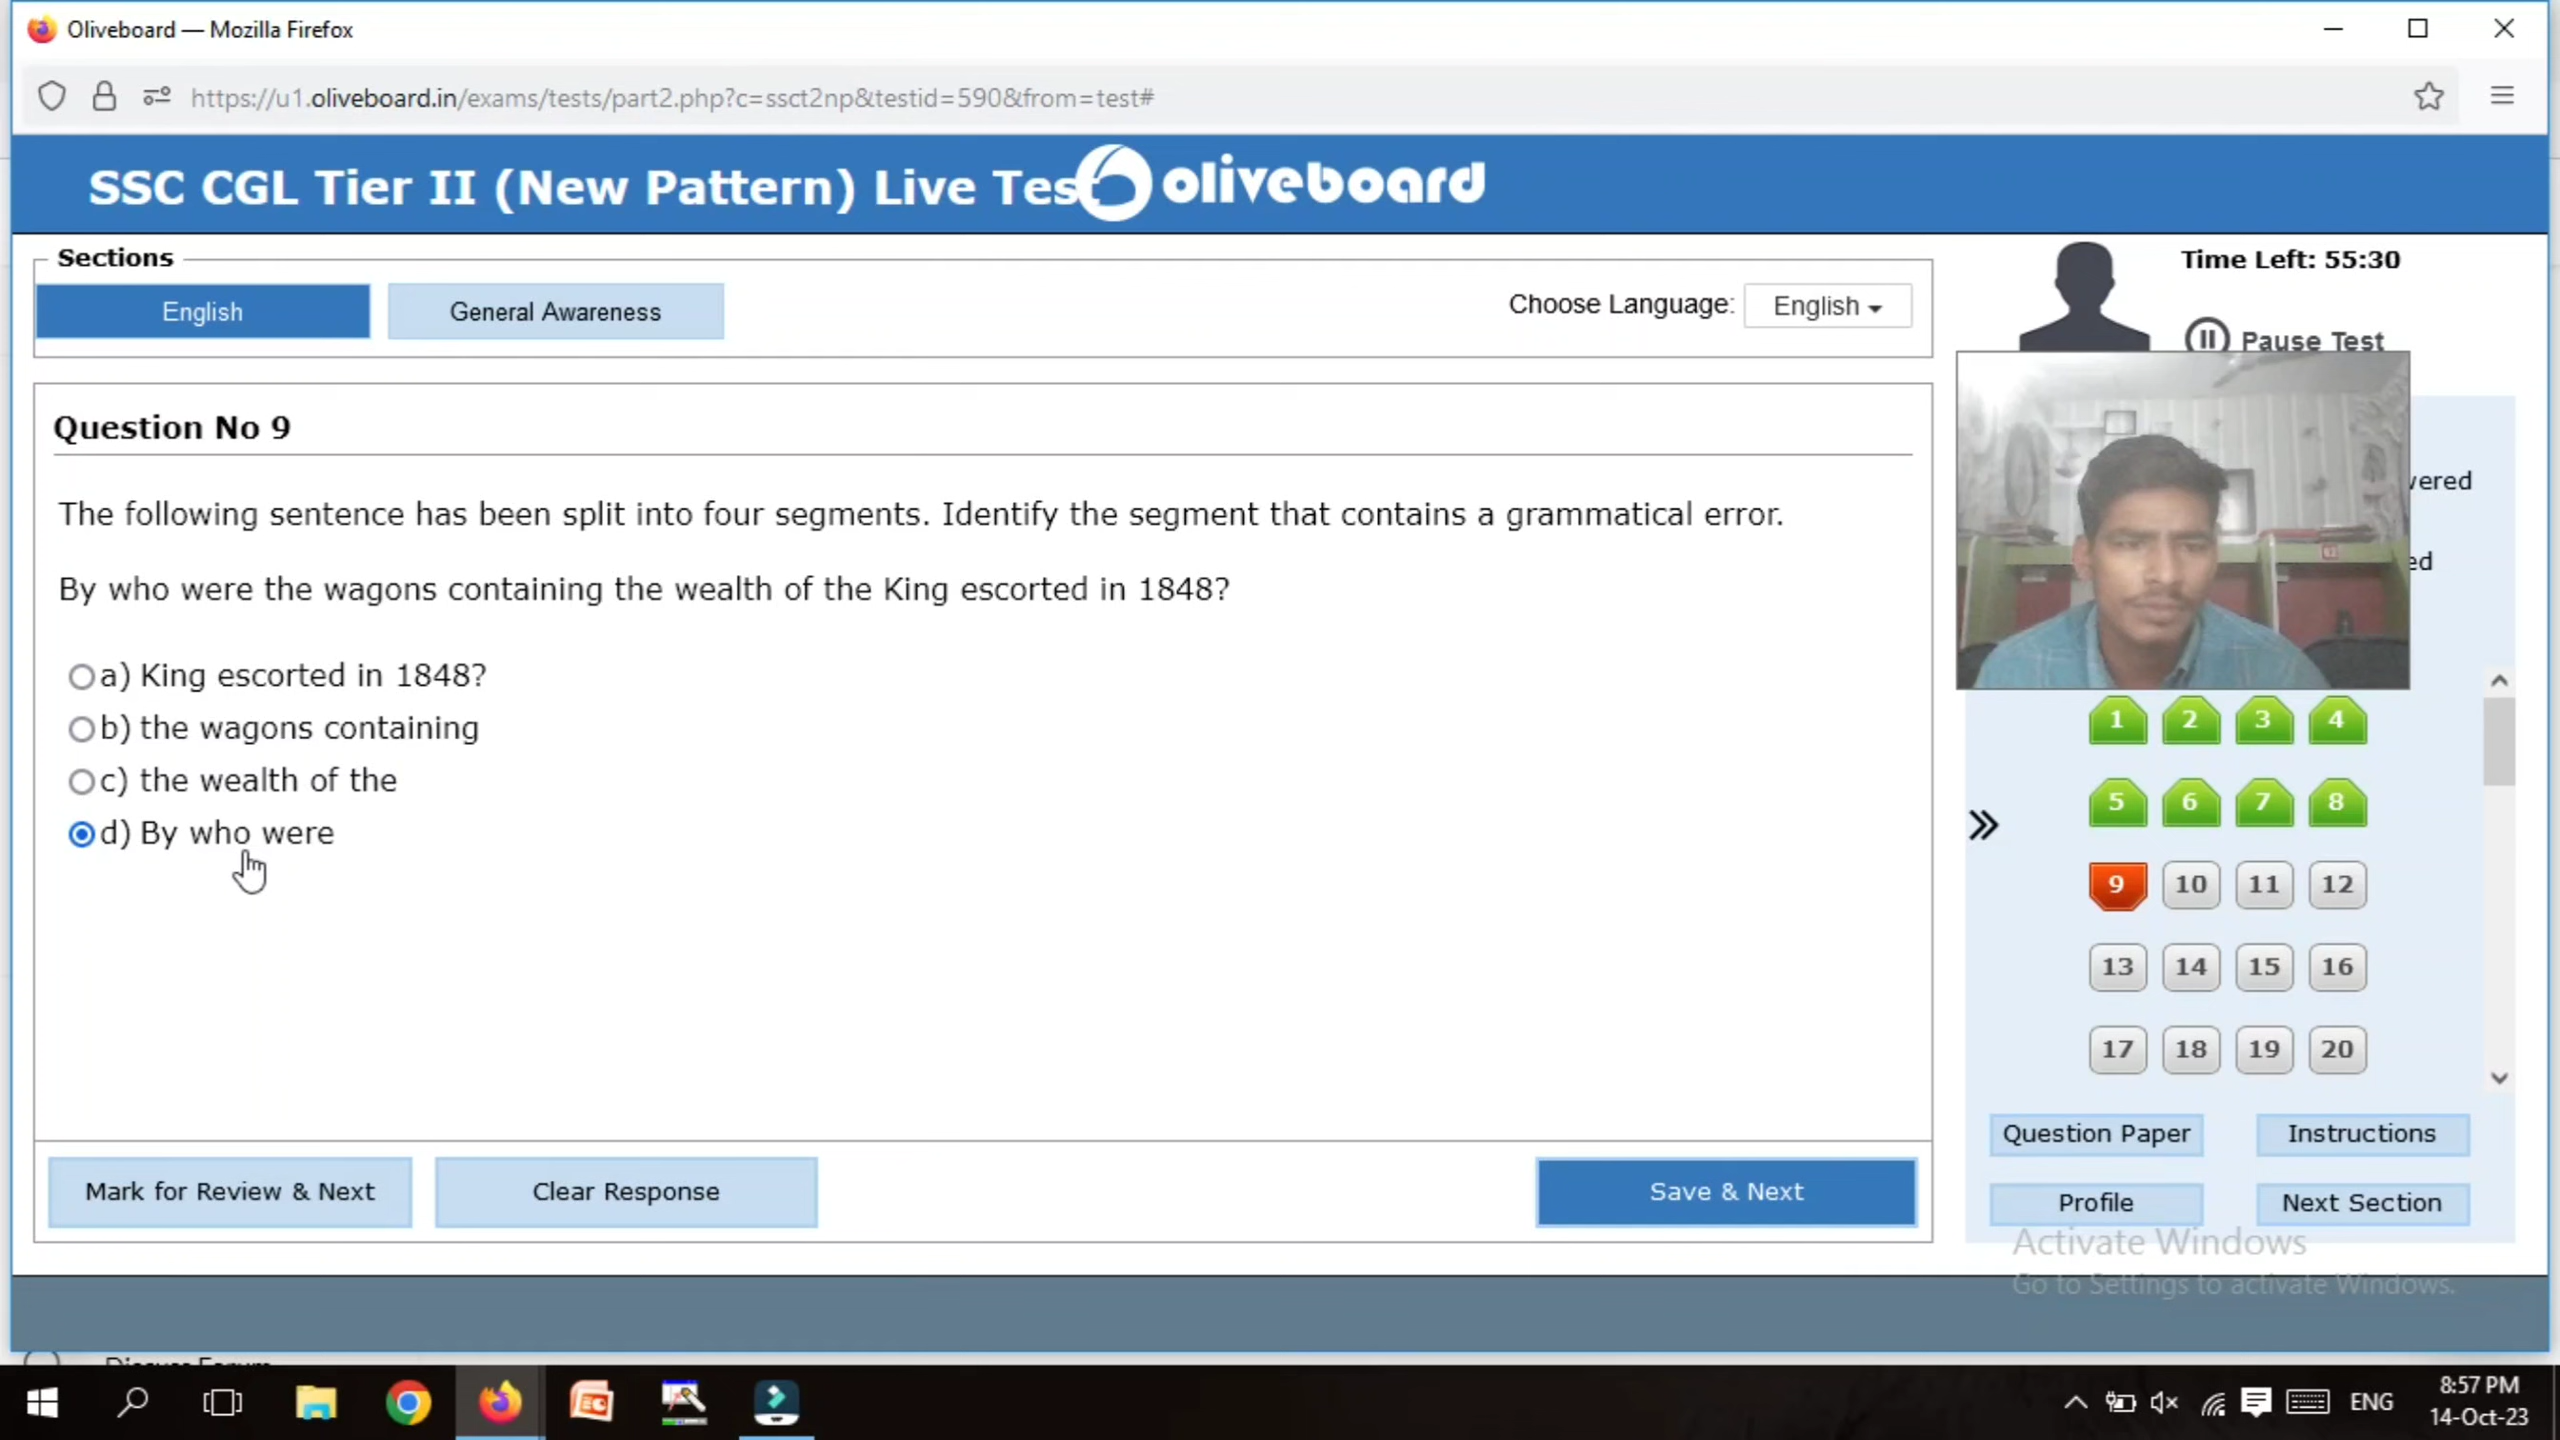 Oliveboard — Mozilla Firefox
https://u1.oliveboard.in/exams/tests/part2.php?c=ssct2np&testid=590&from=test#
SSC CGL Tier II (New Pattern) Live Tes
oliveboard
Sections
English
General Awareness
Choose Language:
English
Time Left: 55:30
Pause Test
Question No 9
The following sentence has been split into four segments. Identify the segment that contains a grammatical error.
By who were the wagons containing the wealth of the King escorted in 1848?
a) King escorted in 1848?
b) the wagons containing
c) the wealth of the
d) By who were
vered
ed
1 2 3 4
5 6 7 8
9 10 11 12
13 14 15 16
17 18 19 20
Mark for Review & Next
Clear Response
Save & Next
Question Paper
Instructions
Profile
Next Section
Activate Windows
Go to Settings to activate Windows.
ENG
8:57 PM
14-Oct-23